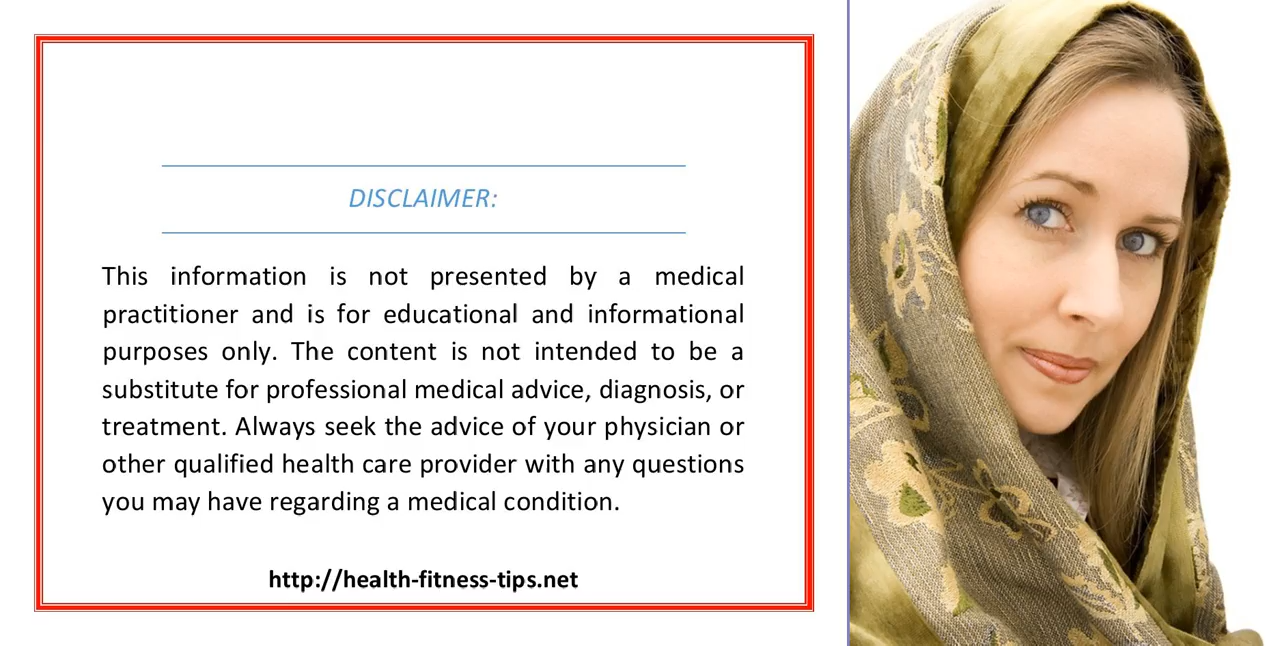 DISCLAIMER:
This information is not presented by a medical
practitioner and is for educational and informational
purposes only. The content is not intended to be a
substitute for professional medical advice, diagnosis, or
treatment. Always seek the advice of your physician or
other qualified health care provider with any questions
you may have regarding a medical condition.
http://health-fitness-tips.net